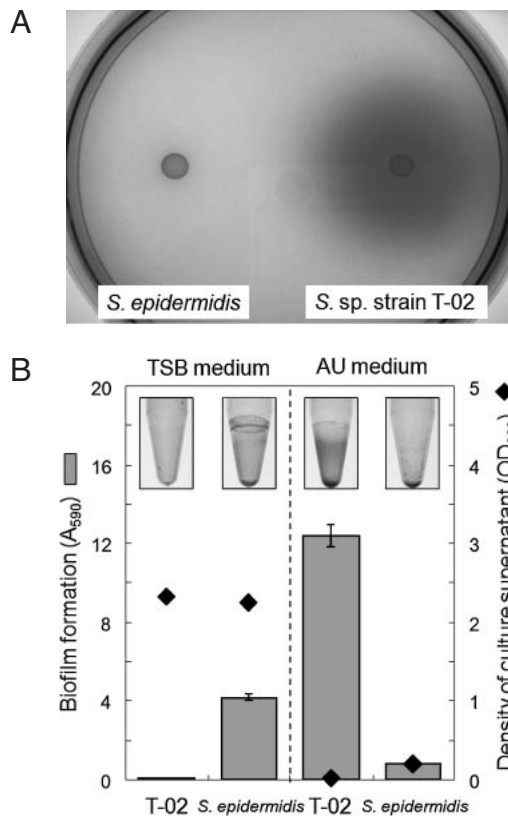 A
S. epidermidis
S. sp. strain T-02
B
TSB medium
AU medium
20
16
12
8
4
0
Biofilm formation (A590)
5
4
3
2
1
0
Density of culture supernatant
T-02
S. epidermidis
T-02
S. epidermidis